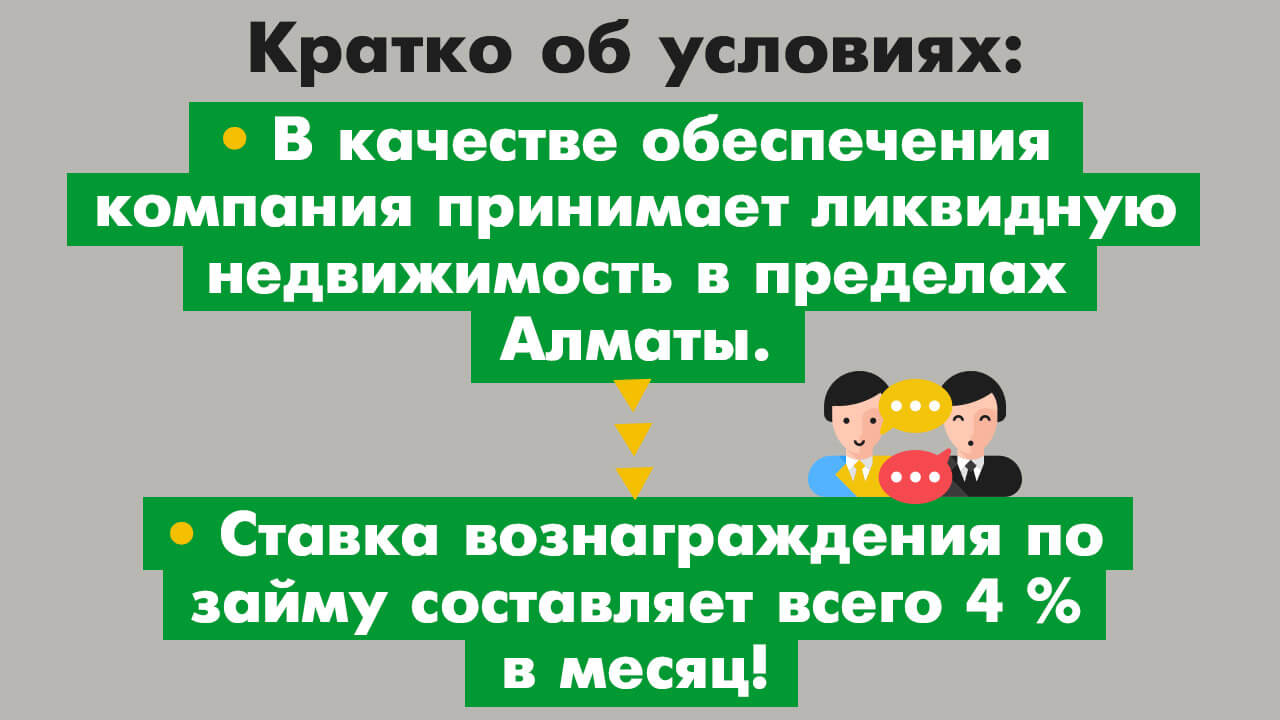 Кратко об условиях:
• В качестве обеспечения
компания принимает ликвидную
недвижимость в пределах
Алматы.
• Ставка вознаграждения по
займу составляет всего 4 %
в месяц!